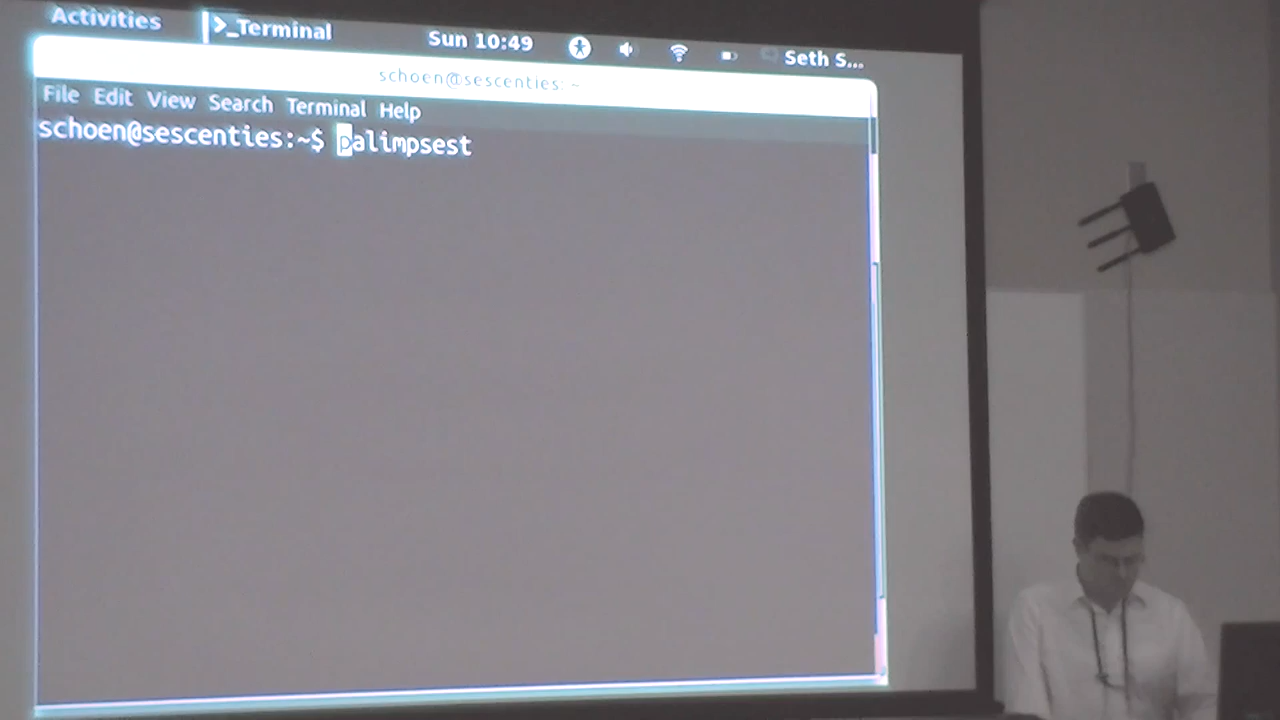 Activities >_Terminal Sun 10:49 Seth S...
schoen@sescenties: ~
File Edit View Search Terminal Help
schoen@sescenties:~$ palimpsest